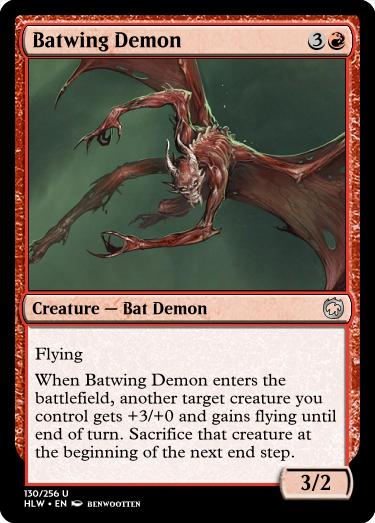 Batwing Demon 3
Creature — Bat Demon
Flying
When Batwing Demon enters the
battlefield, another target creature you
control gets +3/+0 and gains flying until
end of turn. Sacrifice that creature at
the beginning of the next end step.
3/2
130/256 U
HLW • EN BENWOOTTEN